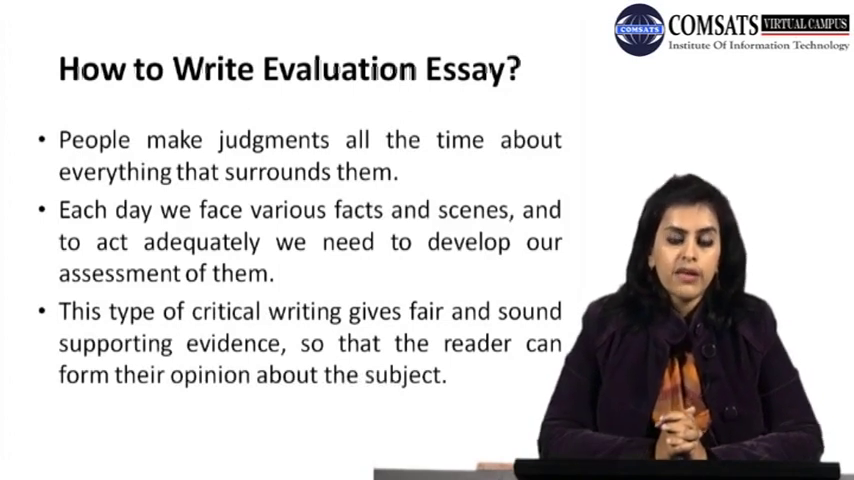 COMSATS
COMSATS VIRTUAL CAMPUS
Institute Of Information Technology
How to Write Evaluation Essay?
• People make judgments all the time about
everything that surrounds them.
• Each day we face various facts and scenes, and
to act adequately we need to develop our
assessment of them.
• This type of critical writing gives fair and sound
supporting evidence, so that the reader can
form their opinion about the subject.